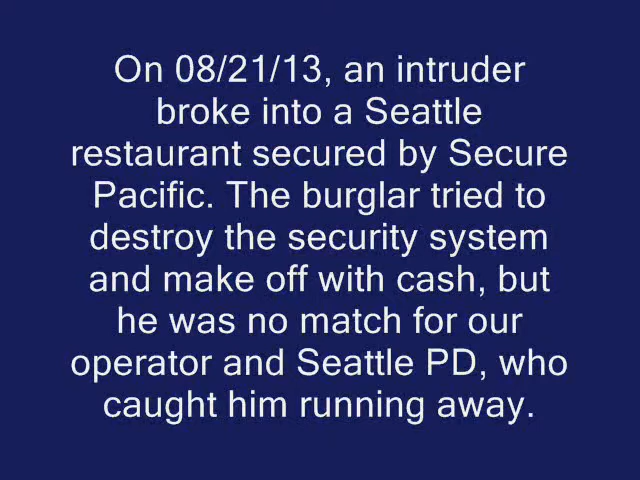 On 08/21/13, an intruder
broke into a Seattle
restaurant secured by Secure
Pacific. The burglar tried to
destroy the security system
and make off with cash, but
he was no match for our
operator and Seattle PD, who
caught him running away.